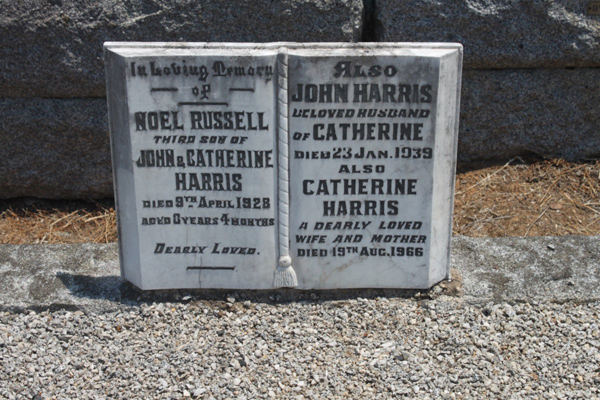 In Loving Memory
of
NOEL RUSSELL
THIRD SON OF
JOHN & CATHERINE
HARRIS
DIED 9TH APRIL 1928
AGED 6 YEARS 4 MONTHS
DEARLY LOVED.
ALSO
JOHN HARRIS
BELOVED HUSBAND
OF CATHERINE
DIED 23 JAN. 1939
ALSO
CATHERINE
HARRIS
A DEARLY LOVED
WIFE AND MOTHER
DIED 19TH AUG. 1966